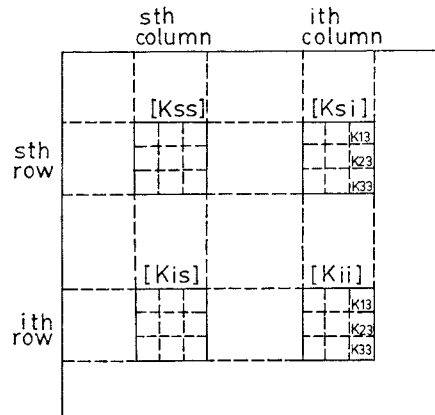 sth
column
ith
column
[Kss]
[Ksi]
sth
row
K13
K23
K33
[Kis]
[Kii]
ith
row
K13
K23
K33